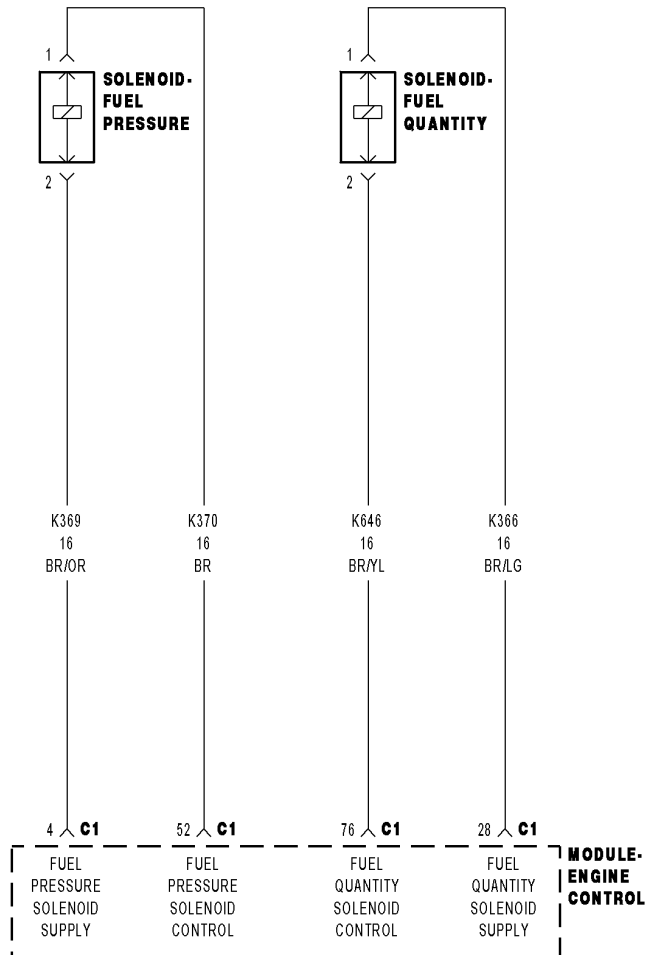 1
SOLENOID-
FUEL
PRESSURE
2
1
SOLENOID-
FUEL
QUANTITY
2
K369
16
BR/OR
K370
16
BR
K646
16
BR/YL
K366
16
BR/LG
4 C1
52 C1
76 C1
28 C1
FUEL
PRESSURE
SOLENOID
SUPPLY
FUEL
PRESSURE
SOLENOID
CONTROL
FUEL
QUANTITY
SOLENOID
CONTROL
FUEL
QUANTITY
SOLENOID
SUPPLY
MODULE-
ENGINE
CONTROL